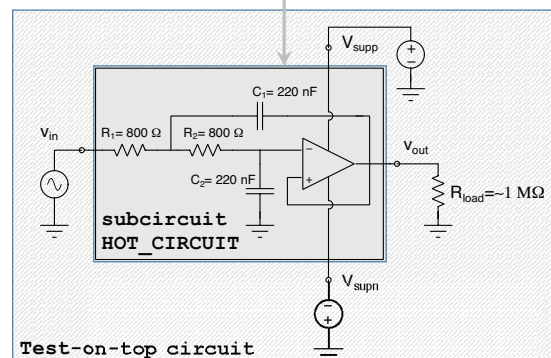 V_supp
+
−
C₁= 220 nF
v_in
R₁= 800 Ω
R₂= 800 Ω
−
+
v_out
C₂= 220 nF
R_load=~1 MΩ
subcircuit
HOT_CIRCUIT
V_supn
−
+
Test-on-top circuit